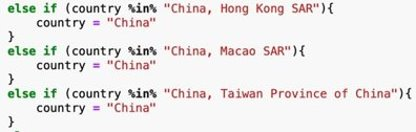 else if (country %in% "China, Hong Kong SAR"){
country = "China"
}
else if (country %in% "China, Macao SAR"){
country = "China"
}
else if (country %in% "China, Taiwan Province of China"){
country = "China"
}